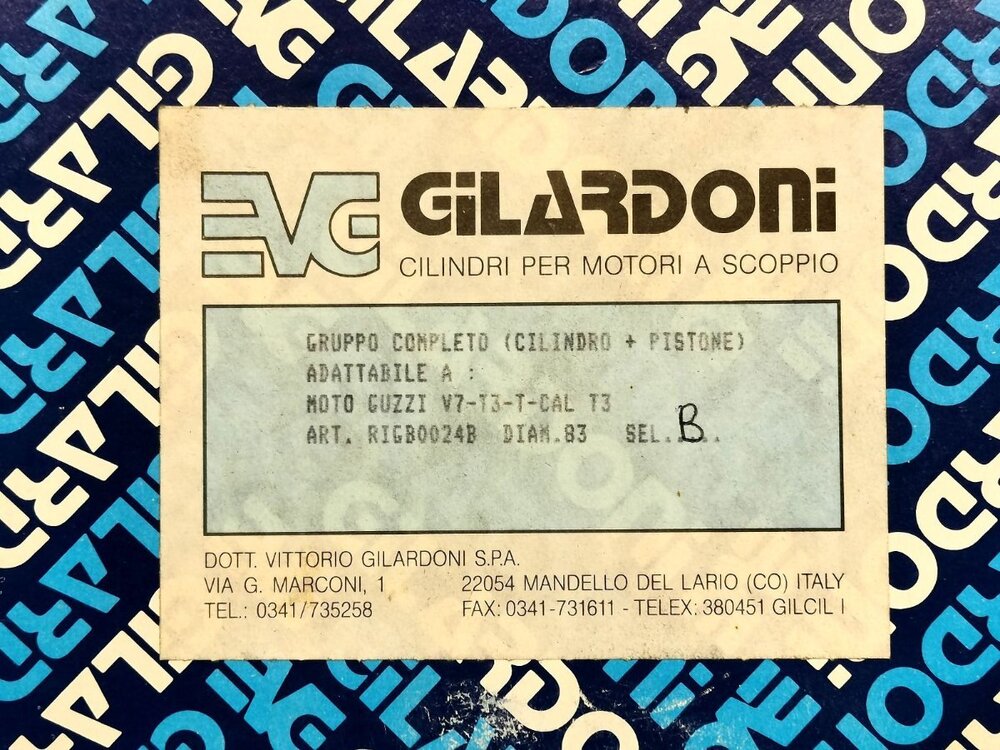 EVG GILARDONI
CILINDRI PER MOTORI A SCOPPIO
GRUPPO COMPLETO (CILINDRO + PISTONE)
ADATTABILE A :
MOTO GUZZI V7-T3-T-CAL T3
ART. RIGB0024B DIAM.83 SEL. B
DOTT. VITTORIO GILARDONI S.P.A.
VIA G. MARCONI, 1 22054 MANDELLO DEL LARIO (CO) ITALY
TEL.: 0341/735258 FAX: 0341-731611 - TELEX: 380451 GILCIL I